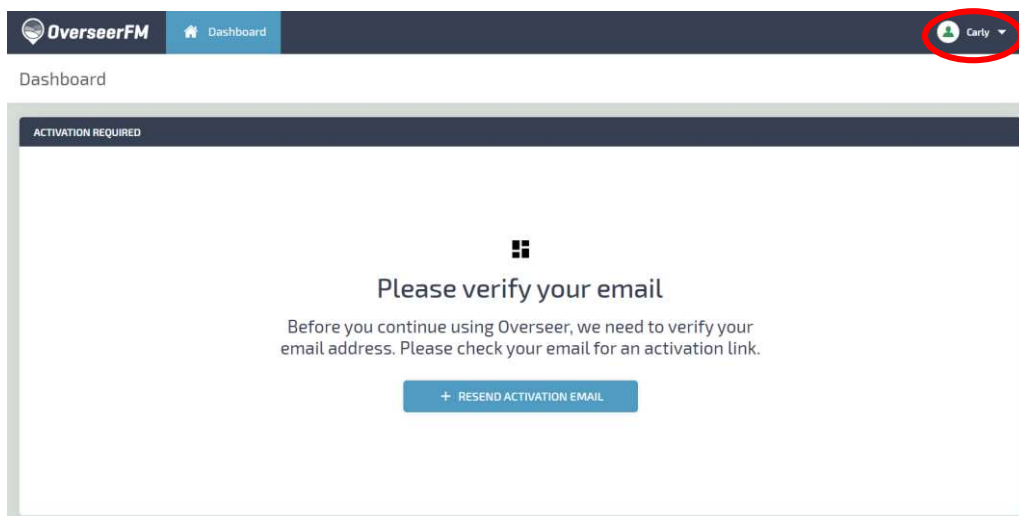 OverseerFM Dashboard Carly
Dashboard
ACTIVATION REQUIRED
Please verify your email
Before you continue using Overseer, we need to verify your
email address. Please check your email for an activation link.
+ RESEND ACTIVATION EMAIL